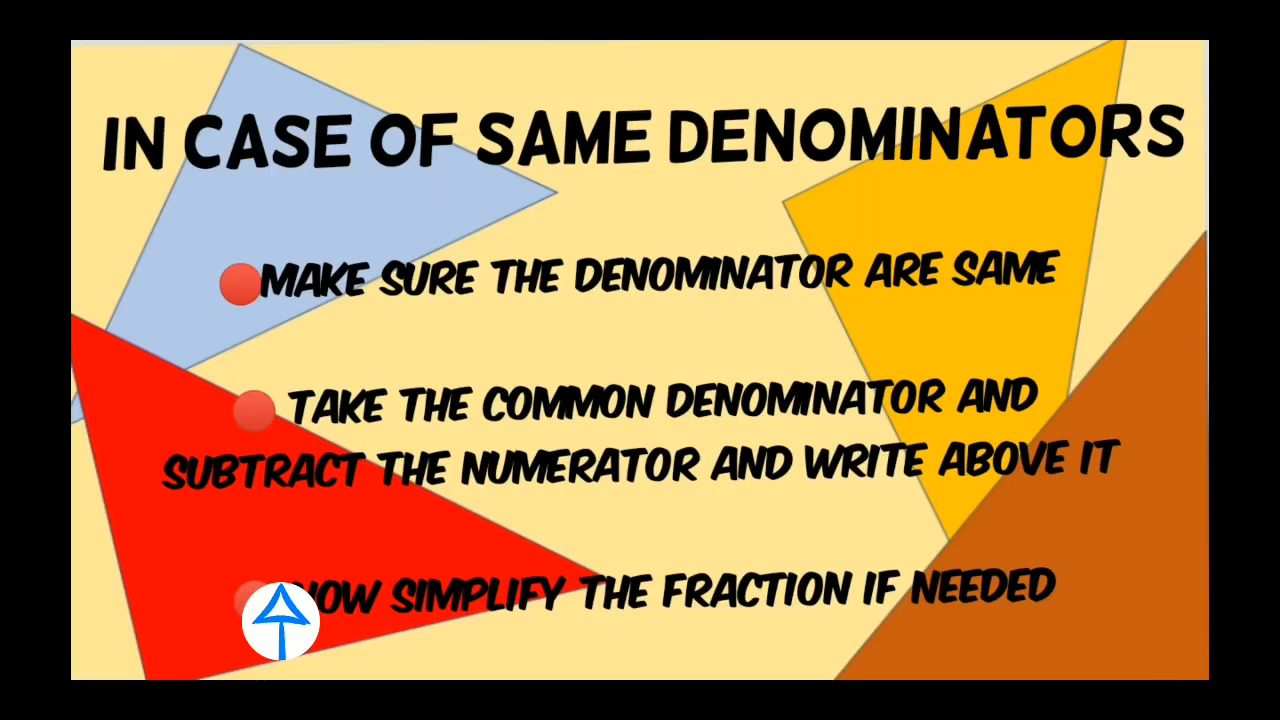 IN CASE OF SAME DENOMINATORS
MAKE SURE THE DENOMINATOR ARE SAME
TAKE THE COMMON DENOMINATOR AND
SUBTRACT THE NUMERATOR AND WRITE ABOVE IT
NOW SIMPLIFY THE FRACTION IF NEEDED